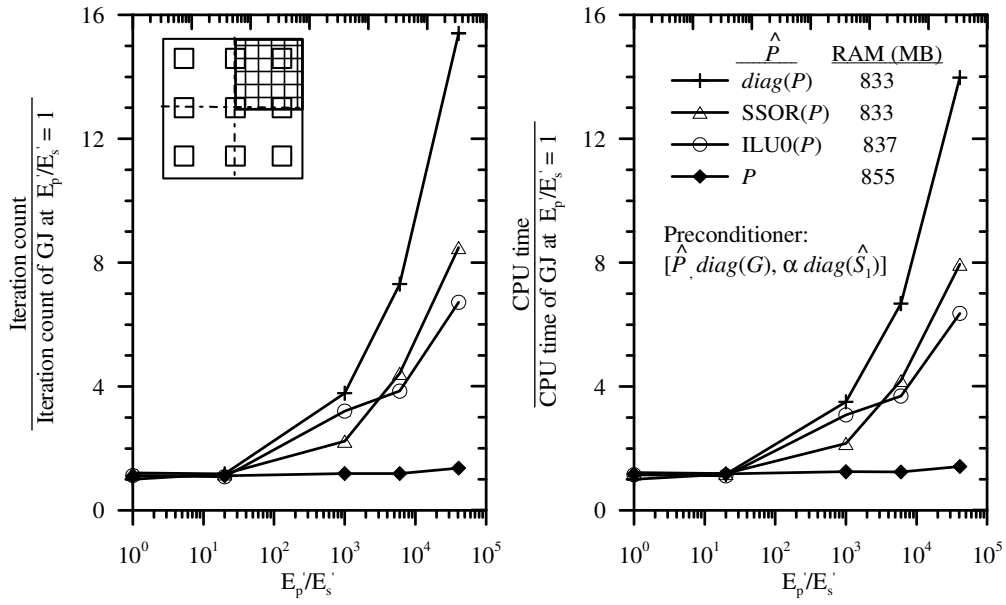 16
12
8
4
0
Iteration count
Iteration count of GJ at E_p'/E_s' = 1
10^0 10^1 10^2 10^3 10^4 10^5
E_p'/E_s'
16
12
8
4
0
CPU time
CPU time of GJ at E_p'/E_s' = 1
P̂ RAM (MB)
diag(P) 833
SSOR(P) 833
ILU0(P) 837
P 855
Preconditioner:
[P̂, diag(G), α diag(Ŝ_1)]
10^0 10^1 10^2 10^3 10^4 10^5
E_p'/E_s'